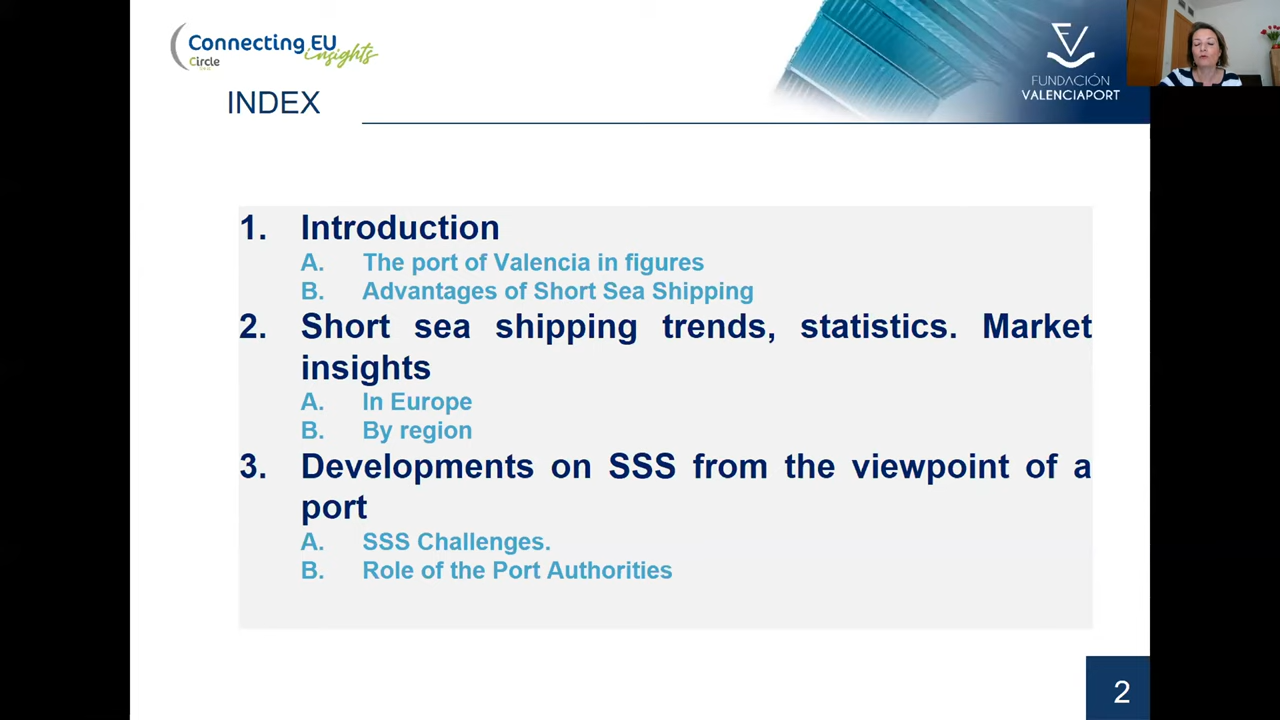 Connecting EU
insights
Circle
FUNDACIÓN
VALENCIAPORT
INDEX
1. Introduction
A. The port of Valencia in figures
B. Advantages of Short Sea Shipping
2. Short sea shipping trends, statistics. Market
insights
A. In Europe
B. By region
3. Developments on SSS from the viewpoint of a
port
A. SSS Challenges.
B. Role of the Port Authorities
2